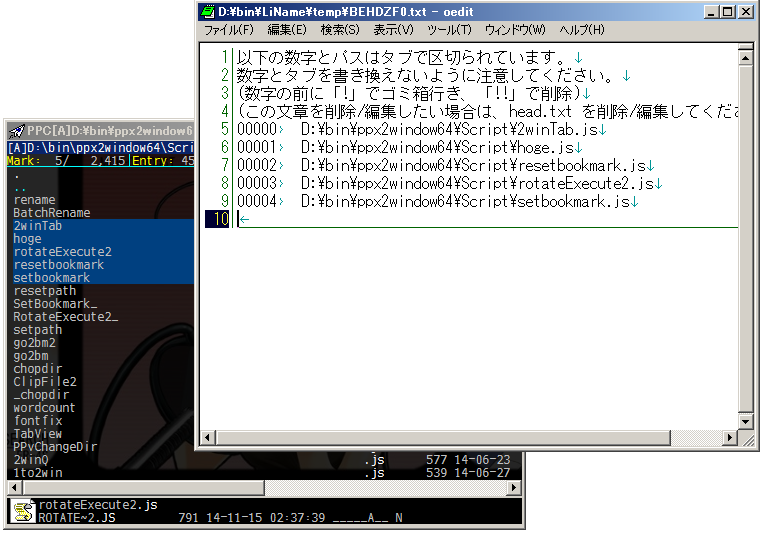 D:¥bin¥LiName¥temp¥BEHDZF0.txt - oedit
ファイル(F) 編集(E) 検索(S) 表示(V) ツール(T) ウィンドウ(W) ヘルプ(H)
1 以下の数字とパスはタブで区切られています。↓
2 数字とタブを書き換えないように注意してください。↓
3 (数字の前に「!」でゴミ箱行き、「!!」で削除)↓
4 (この文章を削除/編集したい場合は、head.txt を削除/編集してくださ
5 00000› D:¥bin¥ppx2window64¥Script¥2winTab.js↓
6 00001› D:¥bin¥ppx2window64¥Script¥hoge.js↓
7 00002› D:¥bin¥ppx2window64¥Script¥resetbookmark.js↓
8 00003› D:¥bin¥ppx2window64¥Script¥rotateExecute2.js↓
9 00004› D:¥bin¥ppx2window64¥Script¥setbookmark.js↓
10 ←
PPC[A]D:¥bin¥ppx2window6
[A]D:\bin\ppx2window64\Scri
Mark: 5/ 2,415 Entry: 45
.
..
rename
BatchRename
2winTab
hoge
rotateExecute2
resetbookmark
setbookmark
resetpath
SetBookmark_
RotateExecute2_
setpath
go2bm2
go2bm
chopdir
ClipFile2
_chopdir
wordcount
fontfix
TabView
PPvChangeDir
2winQ .js 577 14-06-23
1to2win .js 539 14-06-27
rotateExecute2.js
ROTATE~2.JS 791 14-11-15 02:37:39 _____A__ N